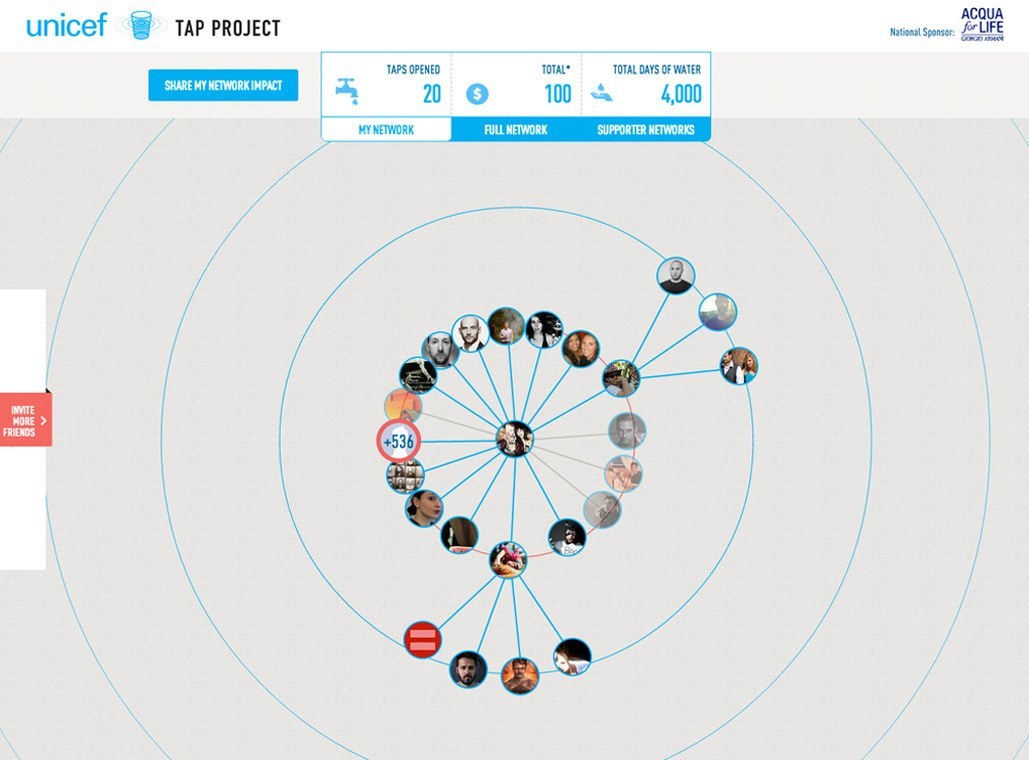 unicef
TAP PROJECT
National Sponsor:
ACQUA
for LIFE
GIORGIO ARMANI
SHARE MY NETWORK IMPACT
TAPS OPENED
20
$
TOTAL*
100
TOTAL DAYS OF WATER
4,000
MY NETWORK
FULL NETWORK
SUPPORTER NETWORKS
INVITE
MORE
FRIENDS
+536